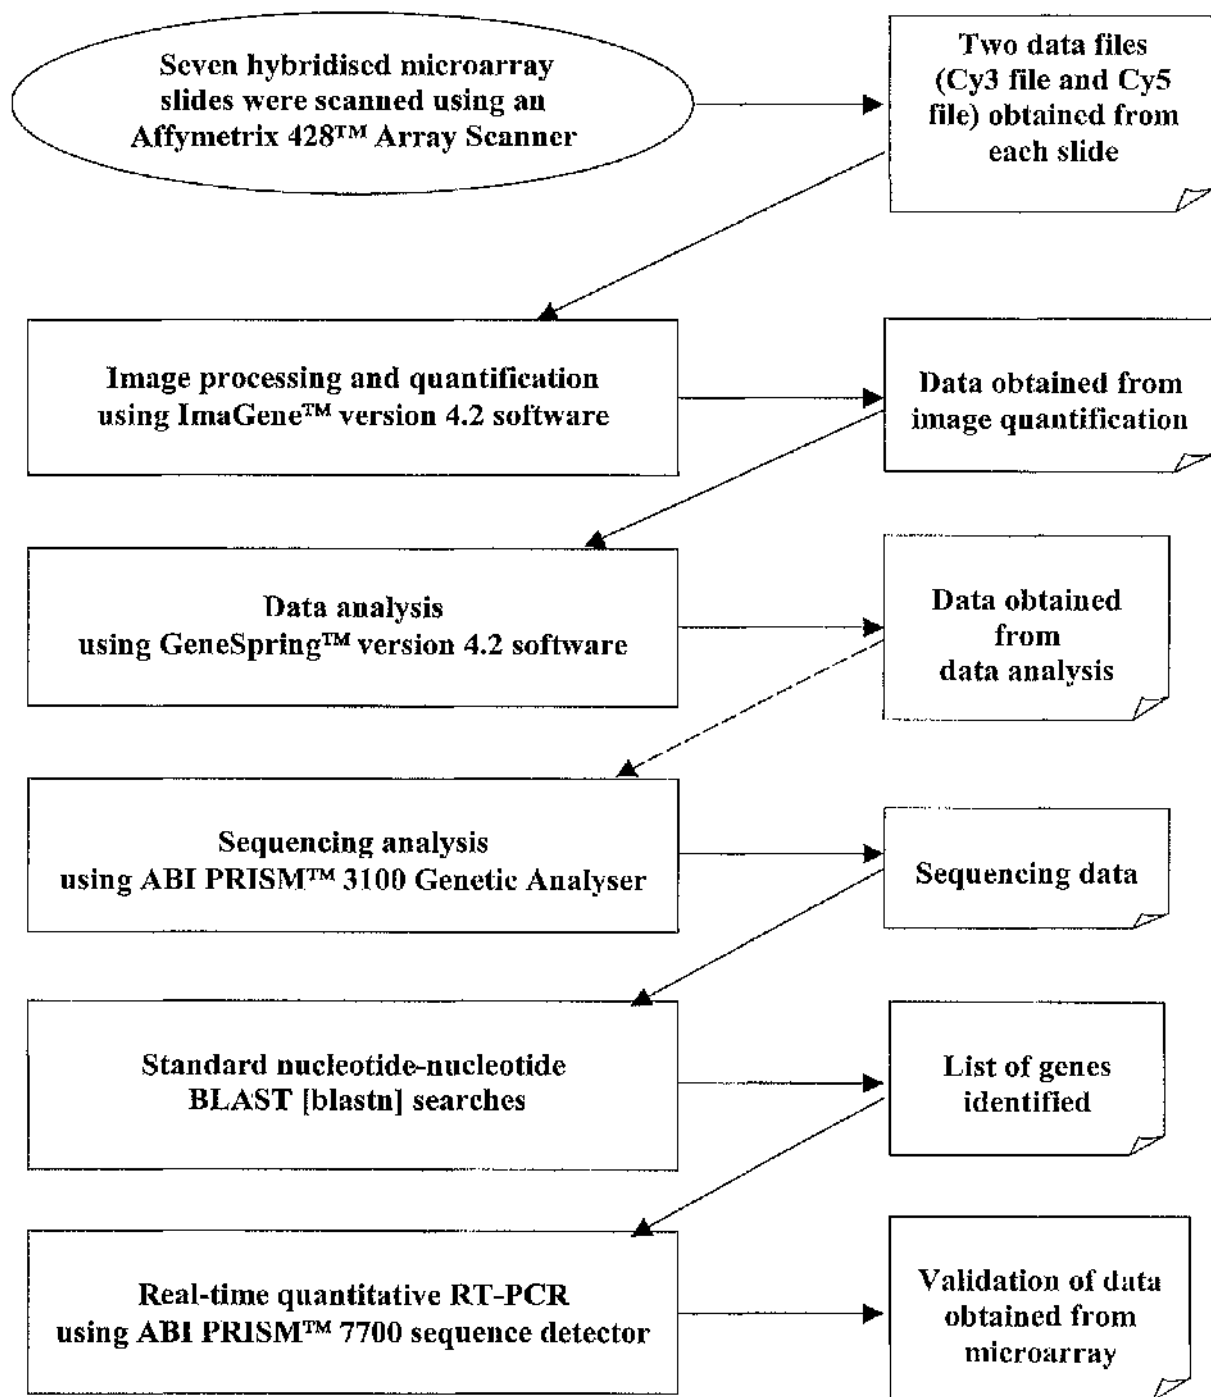 Seven hybridised microarray
slides were scanned using an
Affymetrix 428™ Array Scanner
Two data files
(Cy3 file and Cy5
file) obtained from
each slide
Image processing and quantification
using ImaGene™ version 4.2 software
Data obtained from
image quantification
Data analysis
using GeneSpring™ version 4.2 software
Data obtained
from
data analysis
Sequencing analysis
using ABI PRISM™ 3100 Genetic Analyser
Sequencing data
Standard nucleotide-nucleotide
BLAST [blastn] searches
List of genes
identified
Real-time quantitative RT-PCR
using ABI PRISM™ 7700 sequence detector
Validation of data
obtained from
microarray